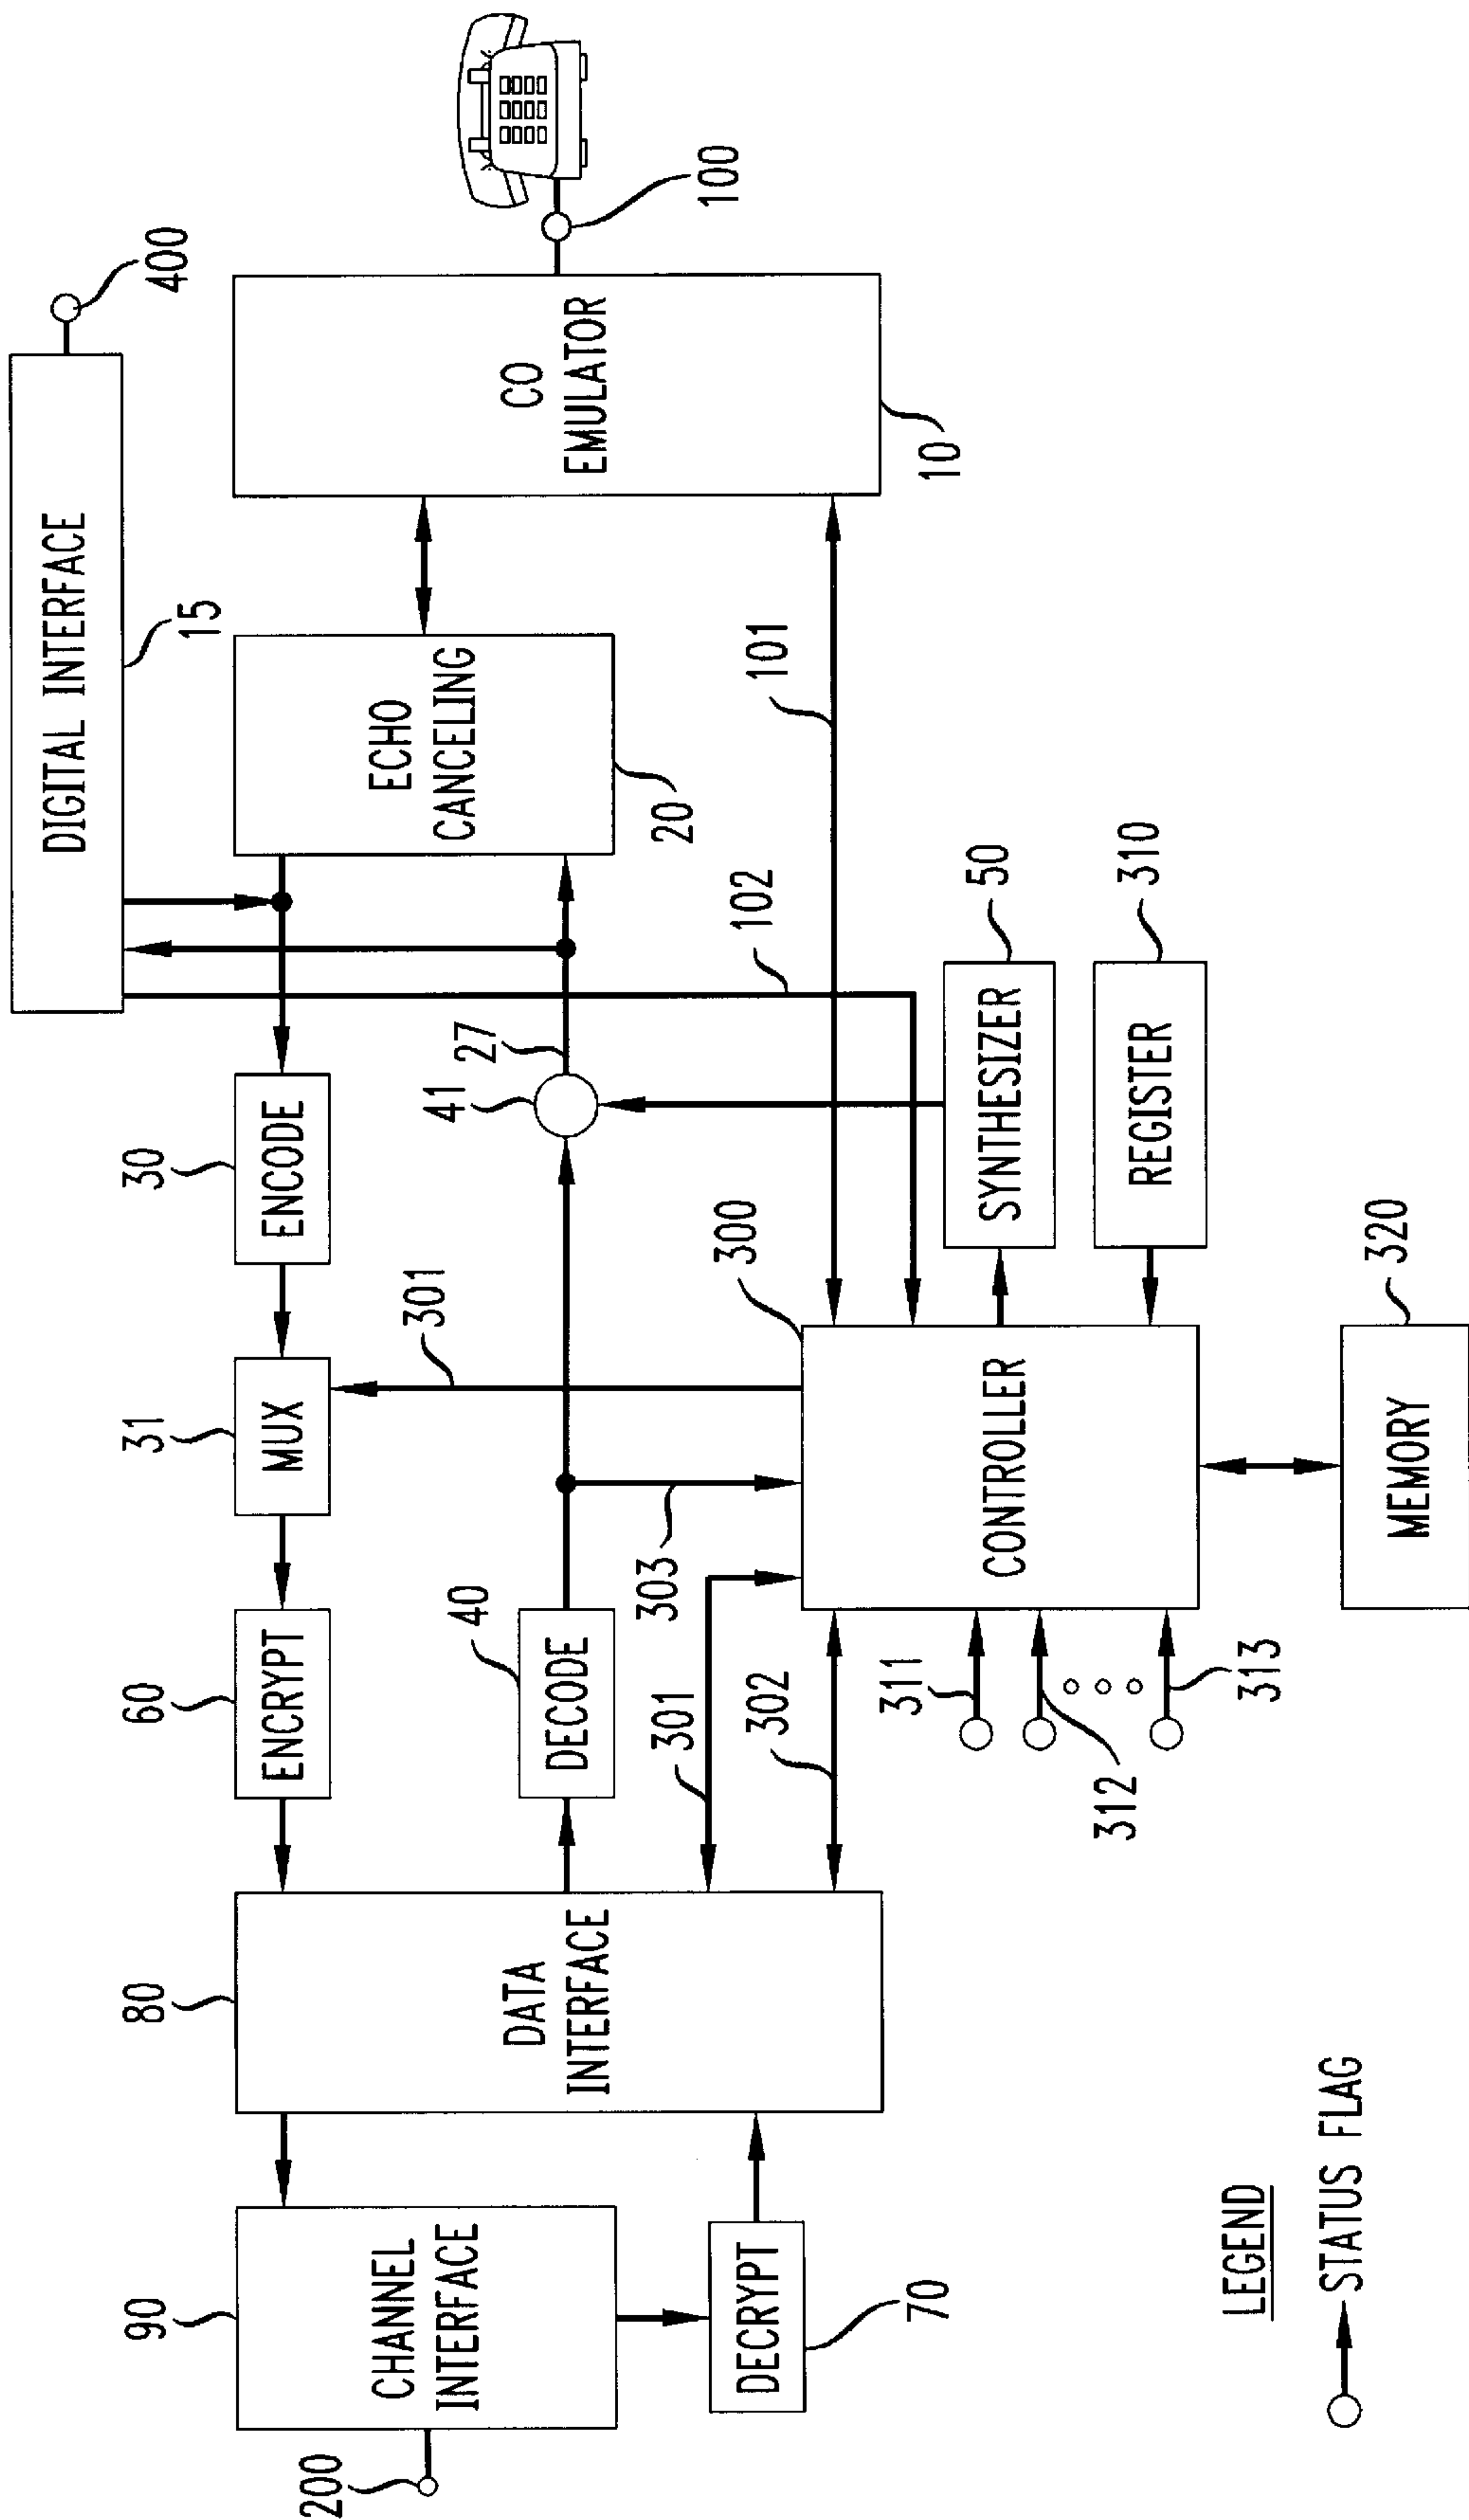 400
DIGITAL INTERFACE
15
100
CO
EMULATOR
10
ECHO
CANCELING
20
101
102
27
41
30
ENCODE
31
MUX
301
60
ENCRYPT
40
DECODE
303
300
CONTROLLER
50
SYNTHESIZER
310
REGISTER
320
MEMORY
301
302
311
312
313
80
DATA
INTERFACE
90
CHANNEL
INTERFACE
200
DECRYPT
70
LEGEND
STATUS FLAG